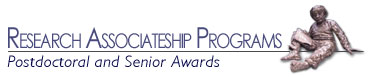 RESEARCH ASSOCIATESHIP PROGRAMS
Postdoctoral and Senior Awards